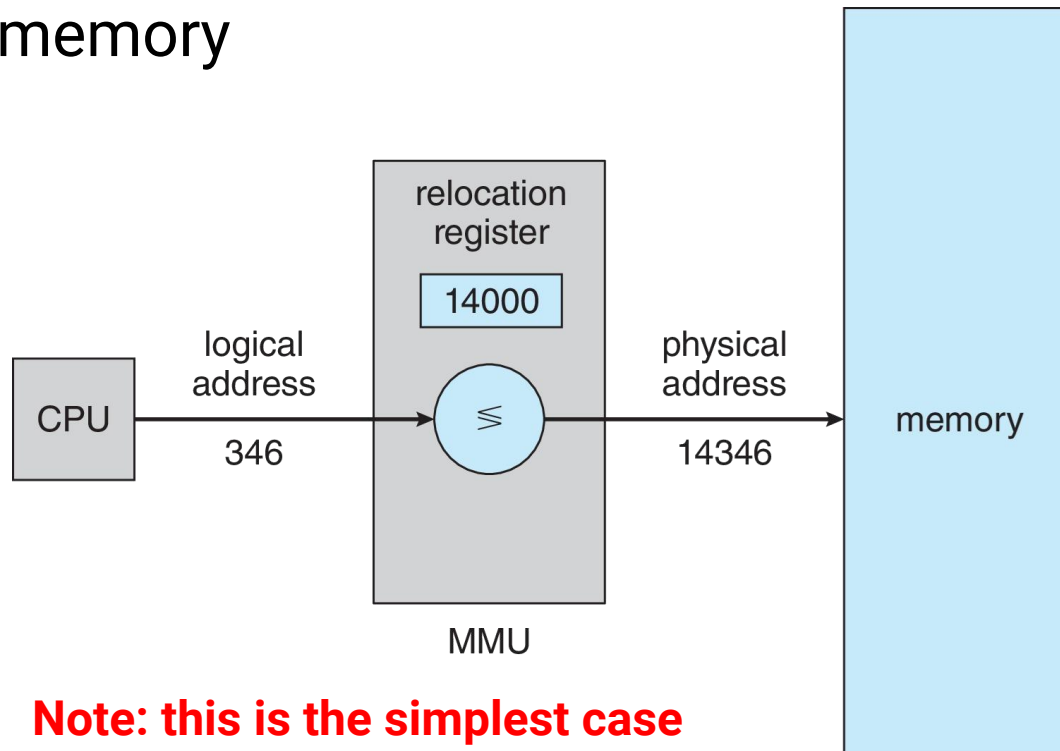 memory
relocation
register
14000
logical
address
physical
address
CPU
≶
memory
346
14346
MMU
Note: this is the simplest case